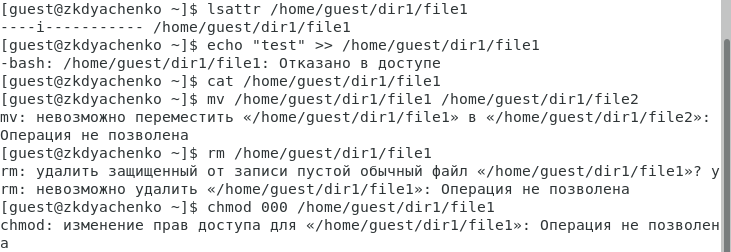 [guest@zkdyachenko ~]$ lsattr /home/guest/dir1/file1
----i----------- /home/guest/dir1/file1
[guest@zkdyachenko ~]$ echo "test" >> /home/guest/dir1/file1
-bash: /home/guest/dir1/file1: Отказано в доступе
[guest@zkdyachenko ~]$ cat /home/guest/dir1/file1
[guest@zkdyachenko ~]$ mv /home/guest/dir1/file1 /home/guest/dir1/file2
mv: невозможно переместить «/home/guest/dir1/file1» в «/home/guest/dir1/file2»:
Операция не позволена
[guest@zkdyachenko ~]$ rm /home/guest/dir1/file1
rm: удалить защищенный от записи пустой обычный файл «/home/guest/dir1/file1»? y
rm: невозможно удалить «/home/guest/dir1/file1»: Операция не позволена
[guest@zkdyachenko ~]$ chmod 000 /home/guest/dir1/file1
chmod: изменение прав доступа для «/home/guest/dir1/file1»: Операция не позволен
а